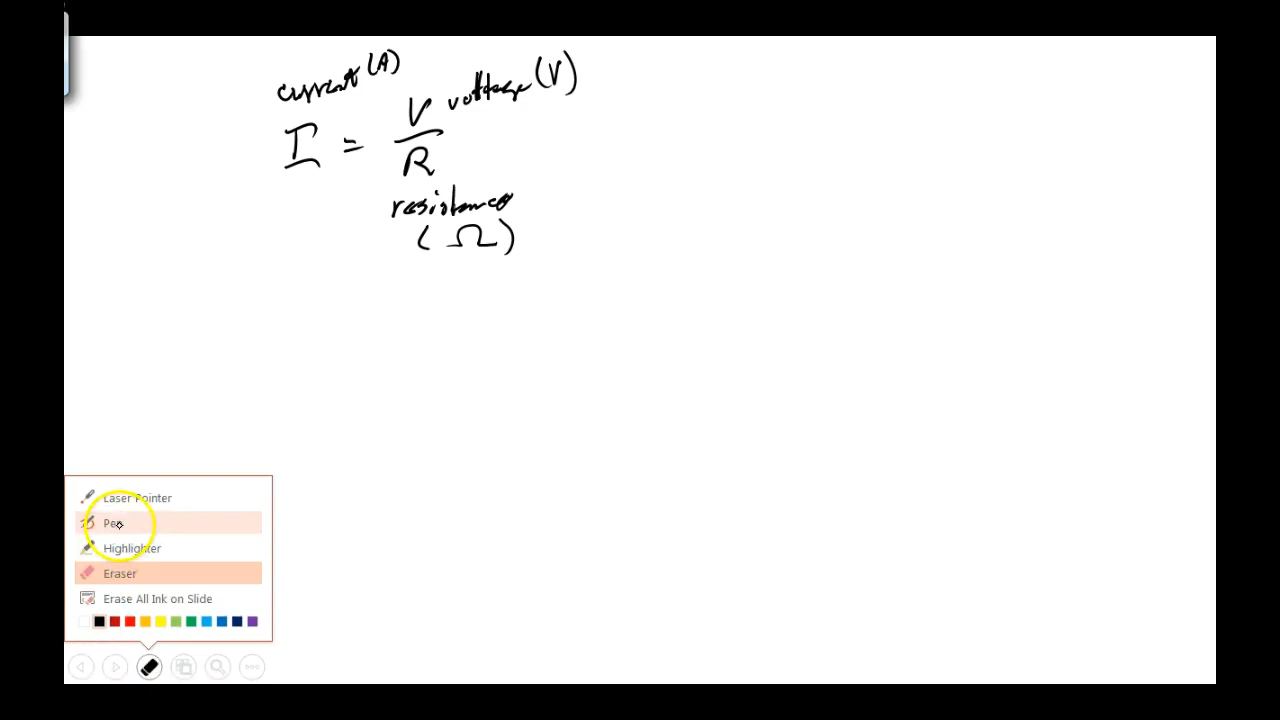 current (A)
voltage (V)
I = V/R
resistance
(Ω)
Laser Pointer
Pen
Highlighter
Eraser
Erase All Ink on Slide